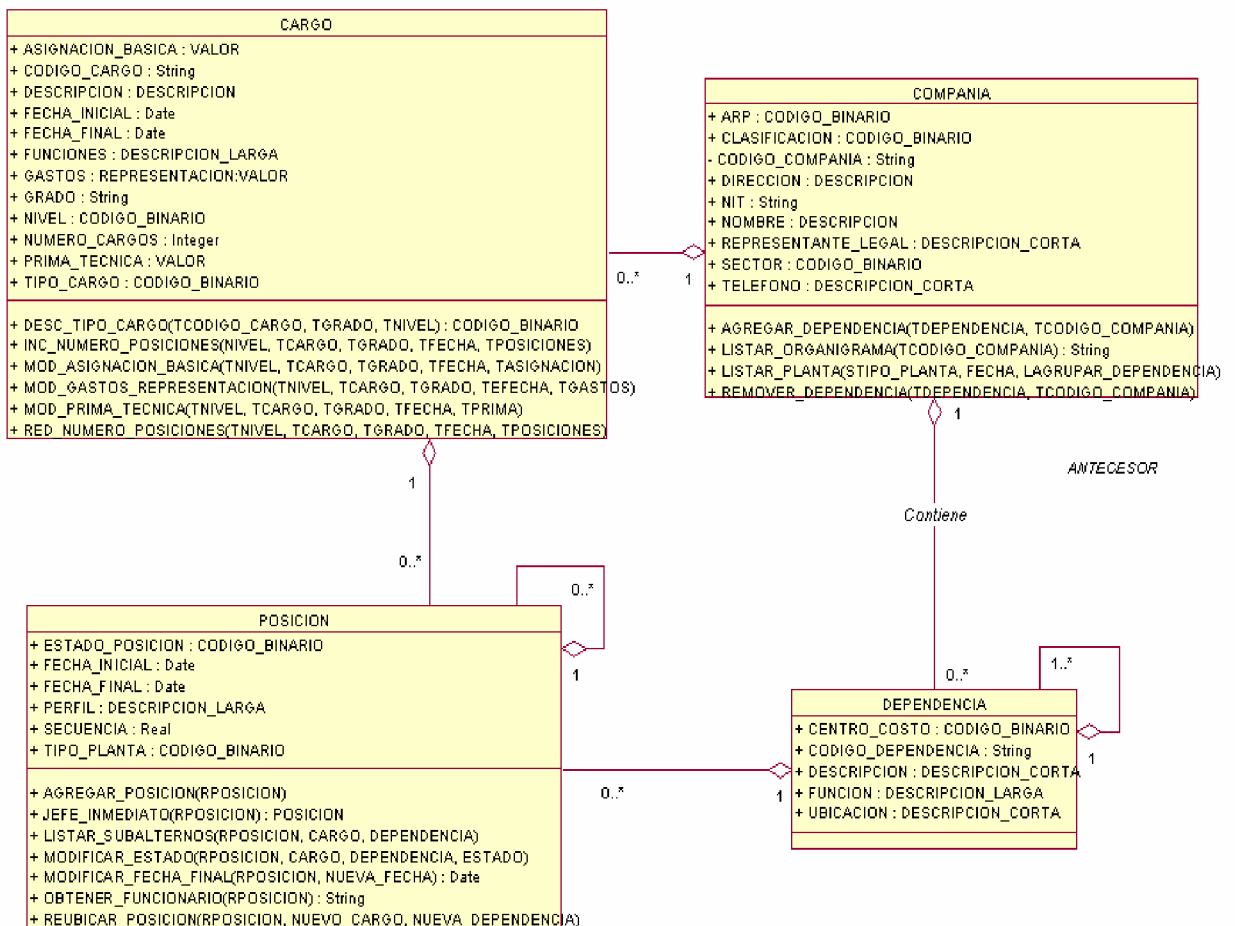 CARGO
+ ASIGNACION_BASICA : VALOR
+ CODIGO_CARGO : String
+ DESCRIPCION : DESCRIPCION
+ FECHA_INICIAL : Date
+ FECHA_FINAL : Date
+ FUNCIONES : DESCRIPCION_LARGA
+ GASTOS : REPRESENTACION:VALOR
+ GRADO : String
+ NIVEL : CODIGO_BINARIO
+ NUMERO_CARGOS : Integer
+ PRIMA_TECNICA : VALOR
+ TIPO_CARGO : CODIGO_BINARIO
+ DESC_TIPO_CARGO(TCODIGO_CARGO, TGRADO, TNIVEL) : CODIGO_BINARIO
+ INC_NUMERO_POSICIONES(NIVEL, TCARGO, TGRADO, TFECHA, TPOSICIONES)
+ MOD_ASIGNACION_BASICA(TNIVEL, TCARGO, TGRADO, TFECHA, TASIGNACION)
+ MOD_GASTOS_REPRESENTACION(TNIVEL, TCARGO, TGRADO, TEFECHA, TGASTOS)
+ MOD_PRIMA_TECNICA(TNIVEL, TCARGO, TGRADO, TFECHA, TPRIMA)
+ RED_NUMERO_POSICIONES(TNIVEL, TCARGO, TGRADO, TFECHA, TPOSICIONES)
0..*
1
COMPANIA
+ ARP : CODIGO_BINARIO
+ CLASIFICACION : CODIGO_BINARIO
- CODIGO_COMPANIA : String
+ DIRECCION : DESCRIPCION
+ NIT : String
+ NOMBRE : DESCRIPCION
+ REPRESENTANTE_LEGAL : DESCRIPCION_CORTA
+ SECTOR : CODIGO_BINARIO
+ TELEFONO : DESCRIPCION_CORTA
+ AGREGAR_DEPENDENCIA(TDEPENDENCIA, TCODIGO_COMPANIA)
+ LISTAR_ORGANIGRAMA(TCODIGO_COMPANIA) : String
+ LISTAR_PLANTA(STIPO_PLANTA, FECHA, LAGRUPAR_DEPENDENCIA)
+ REMOVER_DEPENDENCIA(TDEPENDENCIA, TCODIGO_COMPANIA)
1
ANTECESOR
Contiene
0..*
1
0..*
0..*
1
POSICION
+ ESTADO_POSICION : CODIGO_BINARIO
+ FECHA_INICIAL : Date
+ FECHA_FINAL : Date
+ PERFIL : DESCRIPCION_LARGA
+ SECUENCIA : Real
+ TIPO_PLANTA : CODIGO_BINARIO
+ AGREGAR_POSICION(RPOSICION)
+ JEFE_INMEDIATO(RPOSICION) : POSICION
+ LISTAR_SUBALTERNOS(RPOSICION, CARGO, DEPENDENCIA)
+ MODIFICAR_ESTADO(RPOSICION, CARGO, DEPENDENCIA, ESTADO)
+ MODIFICAR_FECHA_FINAL(RPOSICION, NUEVA_FECHA) : Date
+ OBTENER_FUNCIONARIO(RPOSICION) : String
+ REUBICAR_POSICION(RPOSICION, NUEVO_CARGO, NUEVA_DEPENDENCIA)
0..*
1
1..*
1
DEPENDENCIA
+ CENTRO_COSTO : CODIGO_BINARIO
+ CODIGO_DEPENDENCIA : String
+ DESCRIPCION : DESCRIPCION_CORTA
+ FUNCION : DESCRIPCION_LARGA
+ UBICACION : DESCRIPCION_CORTA